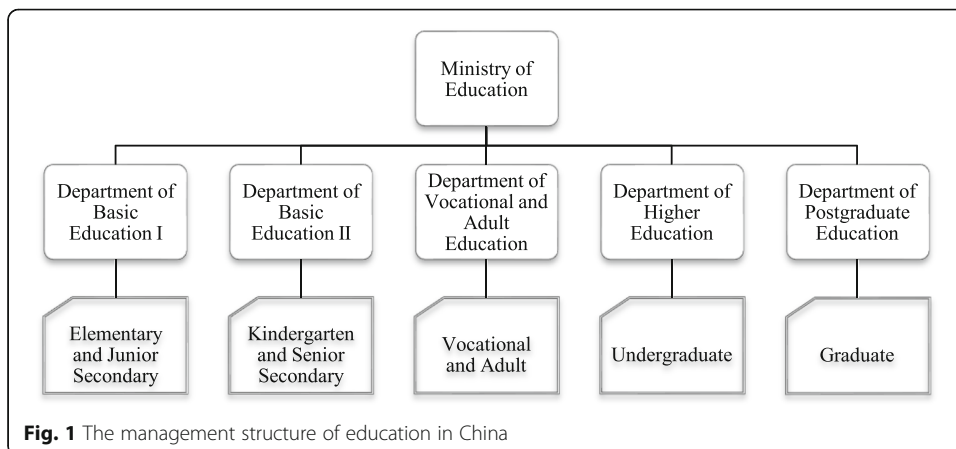 Ministry of
Education
Department of
Basic
Education I
Department of
Basic
Education II
Department of
Vocational and
Adult
Education
Department of
Higher
Education
Department of
Postgraduate
Education
Elementary
and Junior
Secondary
Kindergarten
and Senior
Secondary
Vocational
and Adult
Undergraduate
Graduate
Fig. 1 The management structure of education in China